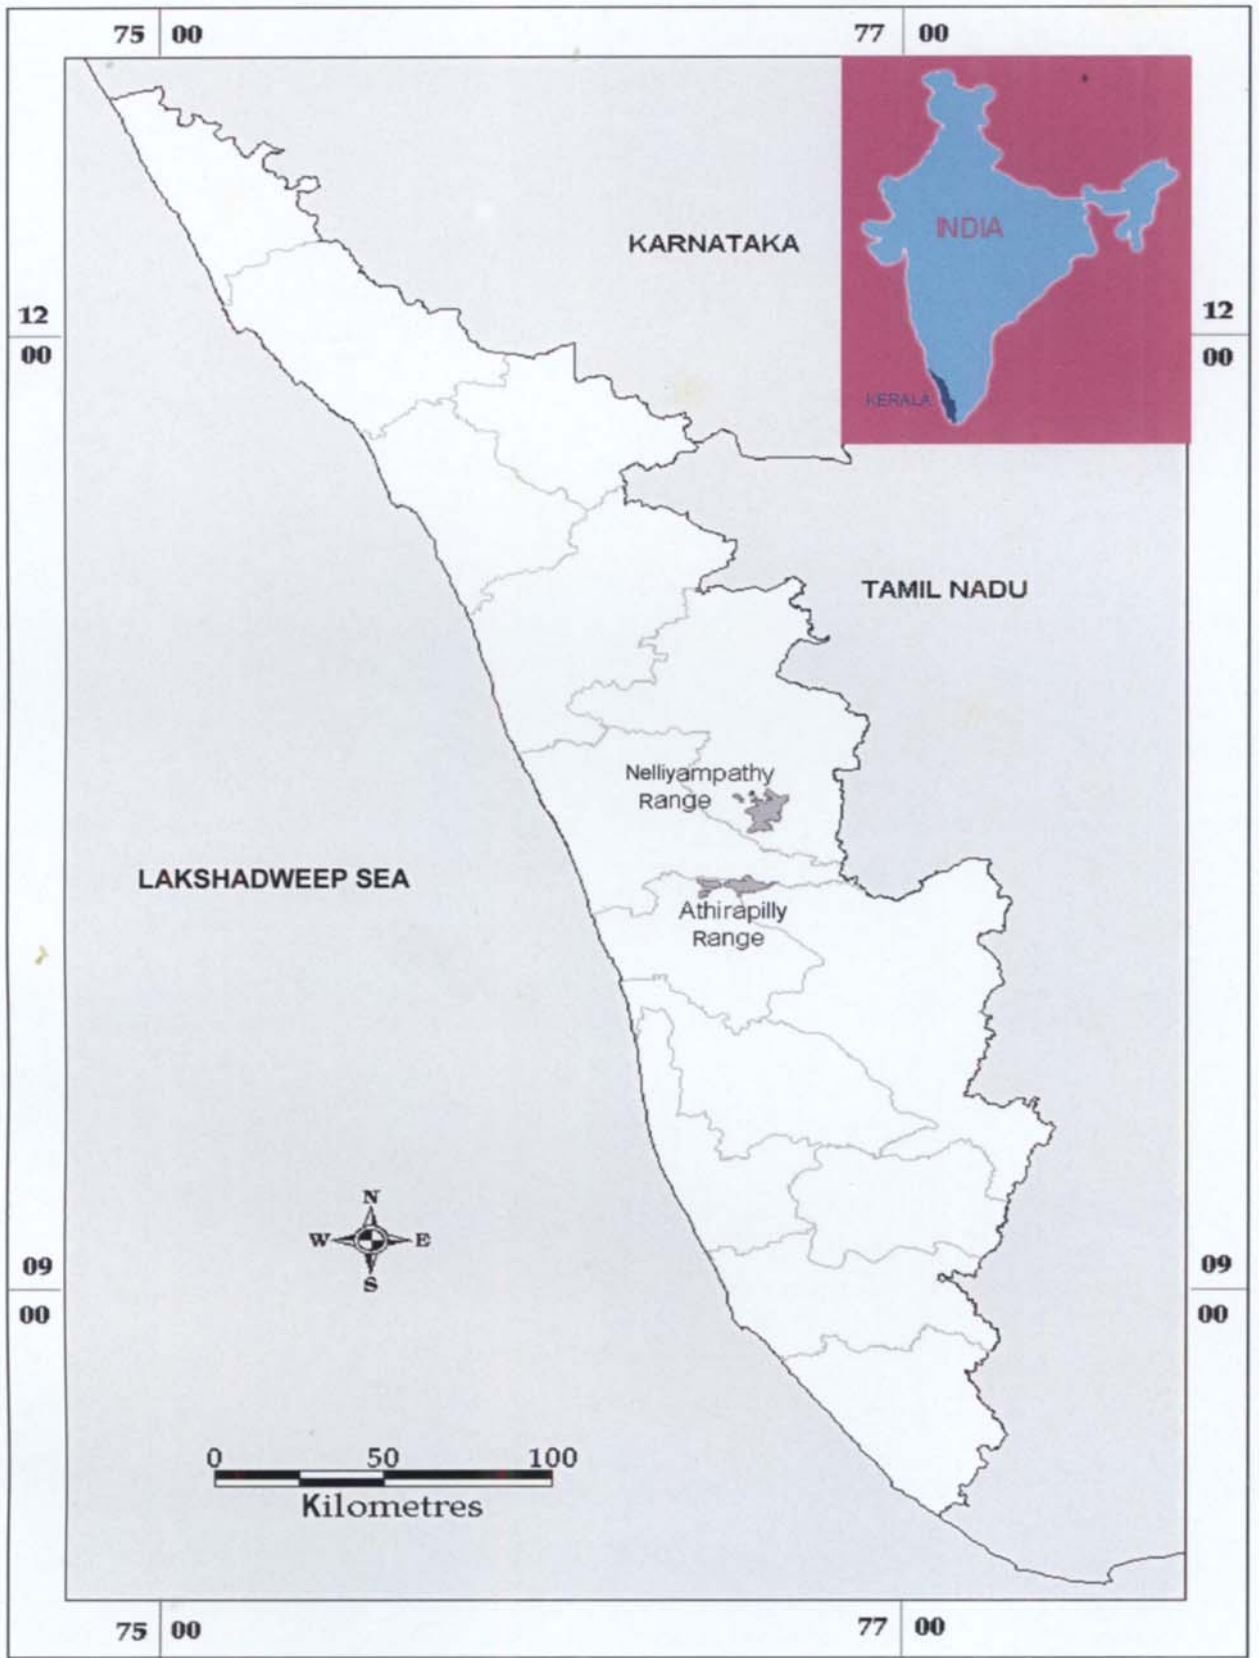 75 00
77 00
INDIA
KARNATAKA
12
00
12
00
KERALA
TAMIL NADU
Nelliyampathy
Range
LAKSHADWEEP SEA
Athirapilly
Range
N
W E
S
09
00
09
00
0 50 100
Kilometres
75 00
77 00